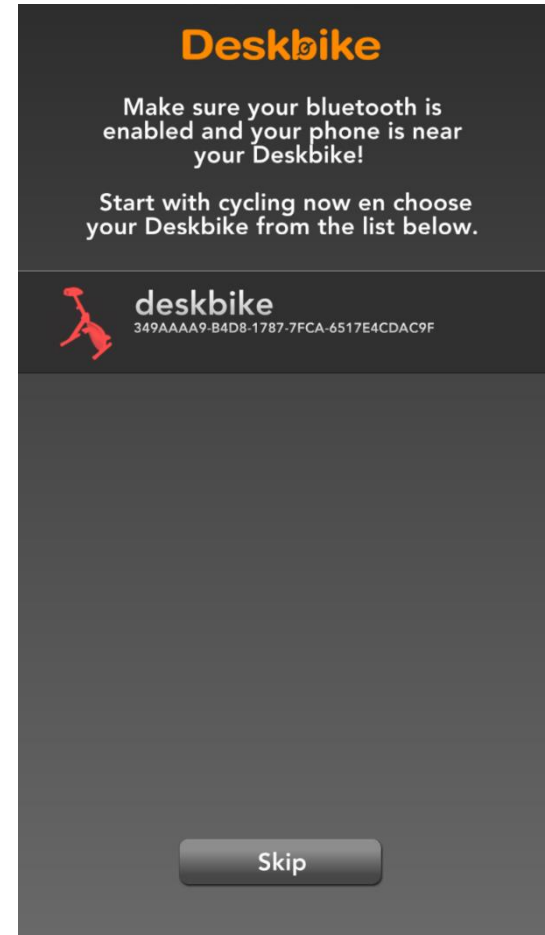 Deskbike
Make sure your bluetooth is
enabled and your phone is near
your Deskbike!
Start with cycling now en choose
your Deskbike from the list below.
deskbike
349AAAA9-B4D8-1787-7FCA-6517E4CDAC9F
Skip